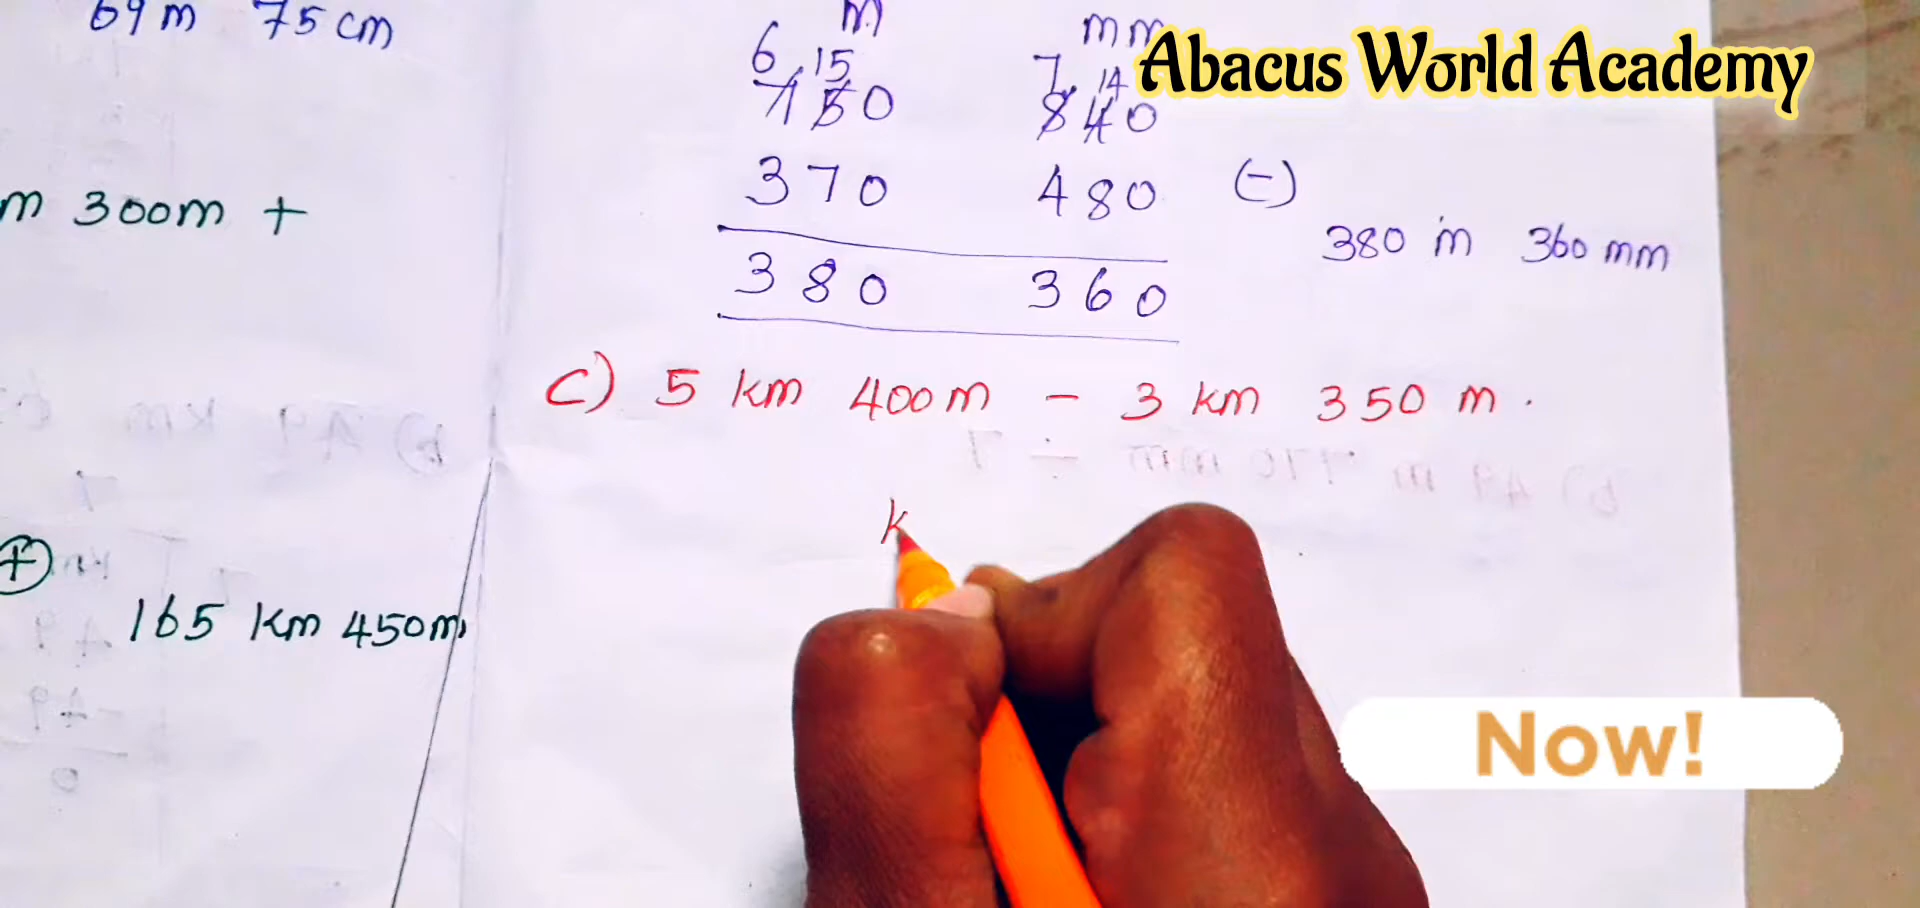 69 m 75 cm
m 300m +
+
165 km 450m
m mm
6 15 7 14
750 840
370 480 (-)
380 m 360 mm
380 360
C) 5 km 400m - 3 km 350 m.
k
Abacus World Academy
Now!